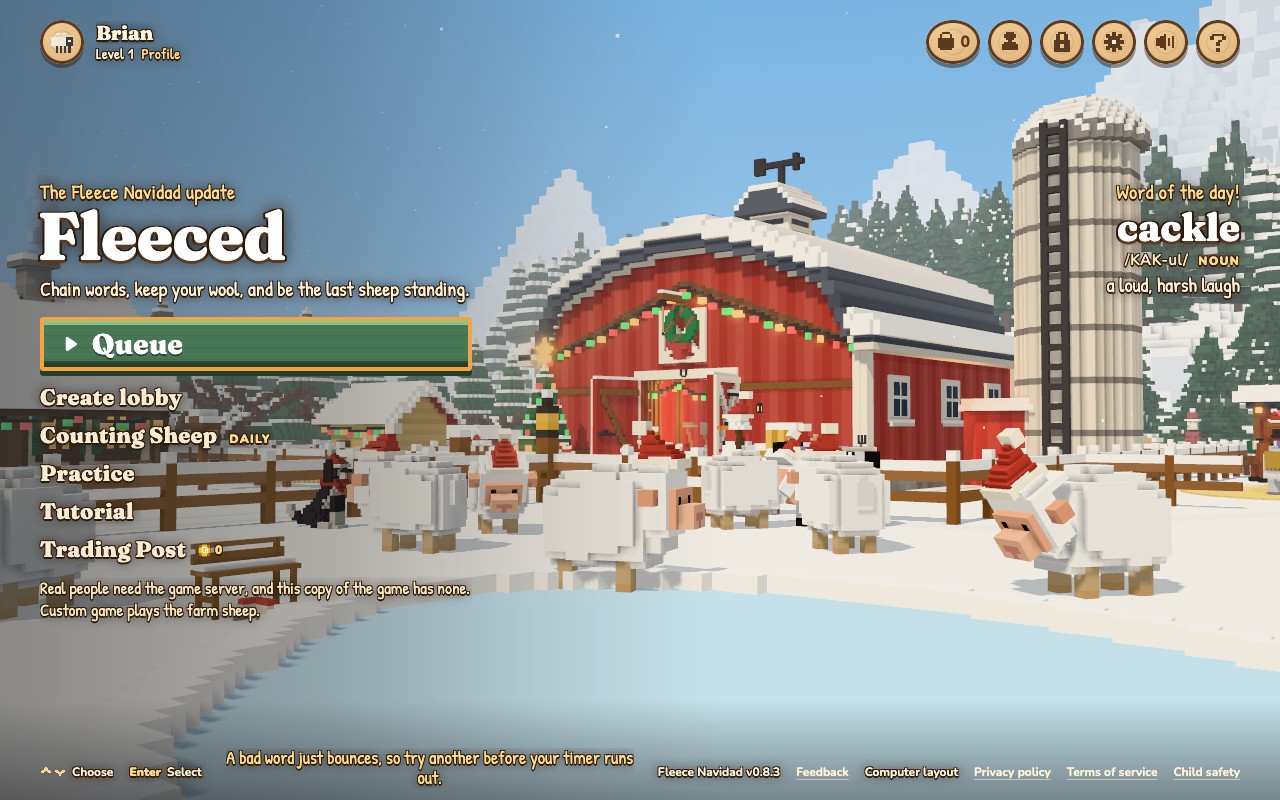 Brian
Level 1 Profile
0
The Fleece Navidad update
Fleeced
Chain words, keep your wool, and be the last sheep standing.
Queue
Create lobby
Counting Sheep DAILY
Practice
Tutorial
Trading Post 0
Real people need the game server, and this copy of the game has none.
Custom game plays the farm sheep.
Word of the day!
cackle
/KAK-ul/ NOUN
a loud, harsh laugh
Choose Enter Select
A bad word just bounces, so try another before your timer runs
out.
Fleece Navidad v0.8.3 Feedback Computer layout Privacy policy Terms of service Child safety